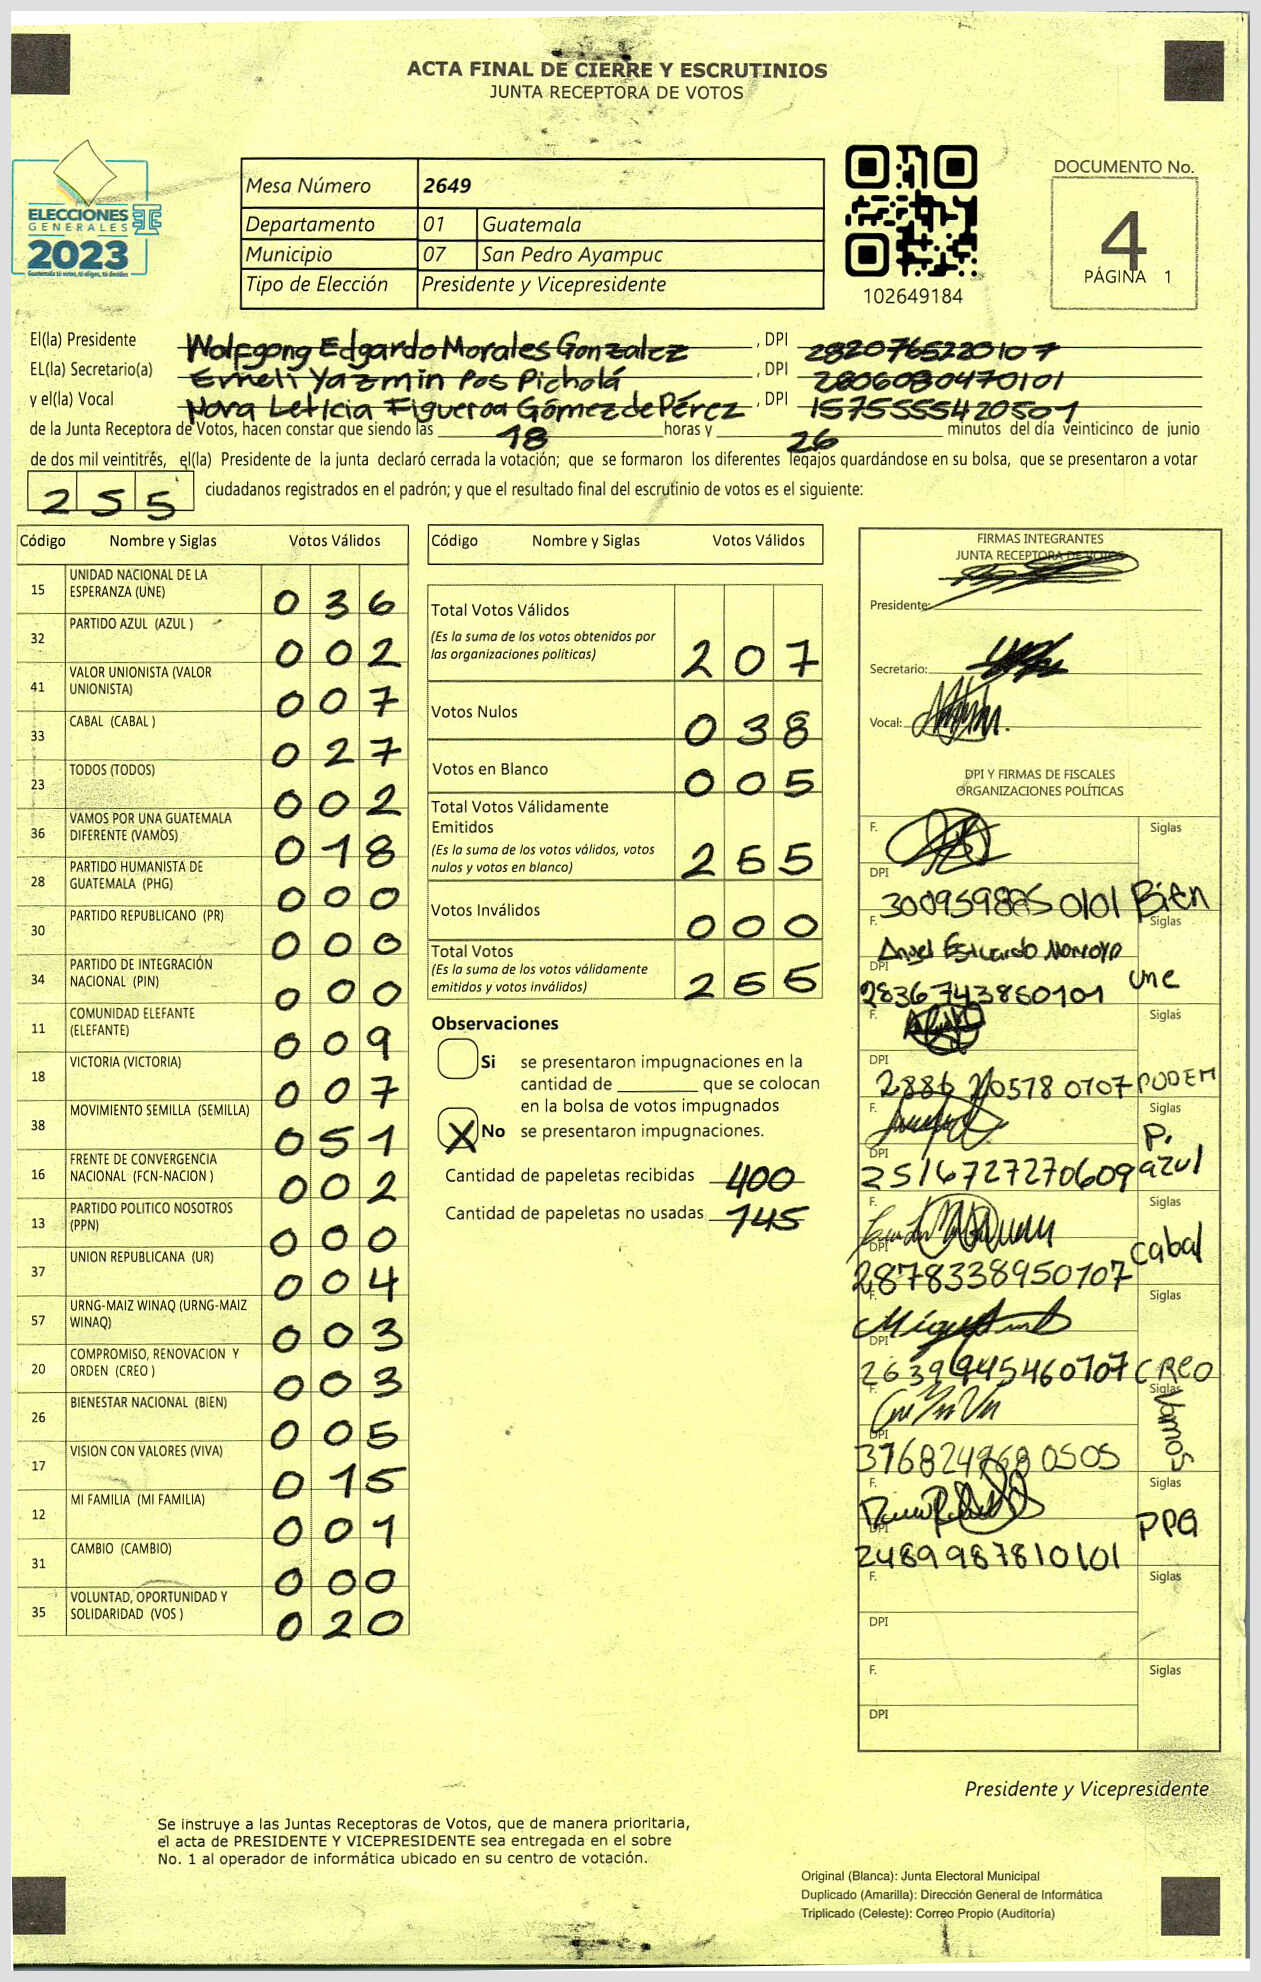 ACTA FINAL DE CIERRE Y ESCRUTINIOS
JUNTA RECEPTORA DE VOTOS
ELECCIONES
GENERALES
2023
Mesa Número 2649
Departamento 01 Guatemala
Municipio 07 San Pedro Ayampuc
Tipo de Elección Presidente y Vicepresidente
102649184
DOCUMENTO No.
4
PÁGINA 1
El(la) Presidente Wolfgong Edgardo Morales Gonzalez , DPI 2820765220107
EL(la) Secretario(a) Emeli Yazmin Pos Picholá , DPI 2806080470101
y el(la) Vocal Nora Leticia Figueroa Gómez de Pérez , DPI 1575555420501
de la Junta Receptora de Votos, hacen constar que siendo las 18 horas y 26 minutos del día veinticinco de junio
de dos mil veintitrés, el(la) Presidente de la junta declaró cerrada la votación; que se formaron los diferentes legajos quardándose en su bolsa, que se presentaron a votar
255 ciudadanos registrados en el padrón; y que el resultado final del escrutinio de votos es el siguiente:
Código Nombre y Siglas Votos Válidos
15 UNIDAD NACIONAL DE LA ESPERANZA (UNE) 036
32 PARTIDO AZUL (AZUL ) 002
41 VALOR UNIONISTA (VALOR UNIONISTA) 007
33 CABAL (CABAL ) 027
23 TODOS (TODOS) 002
36 VAMOS POR UNA GUATEMALA DIFERENTE (VAMOS) 018
28 PARTIDO HUMANISTA DE GUATEMALA (PHG) 000
30 PARTIDO REPUBLICANO (PR) 000
34 PARTIDO DE INTEGRACIÓN NACIONAL (PIN) 000
11 COMUNIDAD ELEFANTE (ELEFANTE) 009
18 VICTORIA (VICTORIA) 007
38 MOVIMIENTO SEMILLA (SEMILLA) 051
16 FRENTE DE CONVERGENCIA NACIONAL (FCN-NACION ) 002
13 PARTIDO POLITICO NOSOTROS (PPN) 000
37 UNION REPUBLICANA (UR) 004
57 URNG-MAIZ WINAQ (URNG-MAIZ WINAQ) 003
20 COMPROMISO, RENOVACION Y ORDEN (CREO ) 003
26 BIENESTAR NACIONAL (BIEN) 005
17 VISION CON VALORES (VIVA) 015
12 MI FAMILIA (MI FAMILIA) 001
31 CAMBIO (CAMBIO) 000
35 VOLUNTAD, OPORTUNIDAD Y SOLIDARIDAD (VOS ) 020
Código Nombre y Siglas Votos Válidos
Total Votos Válidos 207
(Es la suma de los votos obtenidos por
las organizaciones políticas)
Votos Nulos 038
Votos en Blanco 005
Total Votos Válidamente
Emitidos 255
(Es la suma de los votos válidos, votos
nulos y votos en blanco)
Votos Inválidos 000
Total Votos 255
(Es la suma de los votos válidamente
emitidos y votos inválidos)
Observaciones
Si se presentaron impugnaciones en la
cantidad de ________ que se colocan
en la bolsa de votos impugnados
X No se presentaron impugnaciones.
Cantidad de papeletas recibidas 400
Cantidad de papeletas no usadas 145
FIRMAS INTEGRANTES
JUNTA RECEPTORA DE VOTOS
Presidente:
Secretario:
Vocal:
DPI Y FIRMAS DE FISCALES
ORGANIZACIONES POLÍTICAS
F. Siglas
DPI
Bien
F. Angel Estuardo Siglas
DPI
2836743860101 une
F. Siglas
DPI
PODEM
F. Siglas
DPI
2516727270609 P. azul
F. Siglas
DPI
2878338950107 cabal
F. Siglas
DPI
2639945460707 CREO
F. Siglas
DPI
Vamos
F. Siglas
DPI
2489987810101 PPG
F. Siglas
DPI
F. Siglas
DPI
Presidente y Vicepresidente
Se instruye a las Juntas Receptoras de Votos, que de manera prioritaria,
el acta de PRESIDENTE Y VICEPRESIDENTE sea entregada en el sobre
No. 1 al operador de informática ubicado en su centro de votación.
Original (Blanca): Junta Electoral Municipal
Duplicado (Amarilla): Dirección General de Informática
Triplicado (Celeste): Correo Propio (Auditoría)